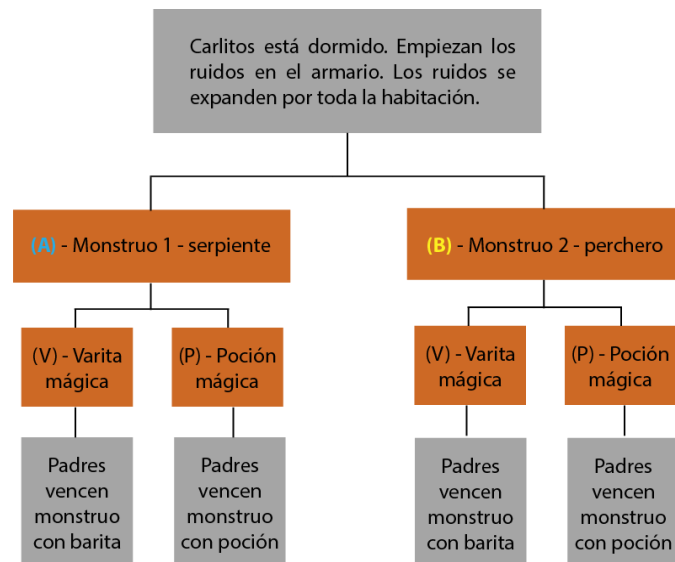 Carlitos está dormido. Empiezan los
ruidos en el armario. Los ruidos se
expanden por toda la habitación.
(A) - Monstruo 1 - serpiente
(B) - Monstruo 2 - perchero
(V) - Varita
mágica
(P) - Poción
mágica
(V) - Varita
mágica
(P) - Poción
mágica
Padres
vencen
monstruo
con barita
Padres
vencen
monstruo
con poción
Padres
vencen
monstruo
con barita
Padres
vencen
monstruo
con poción